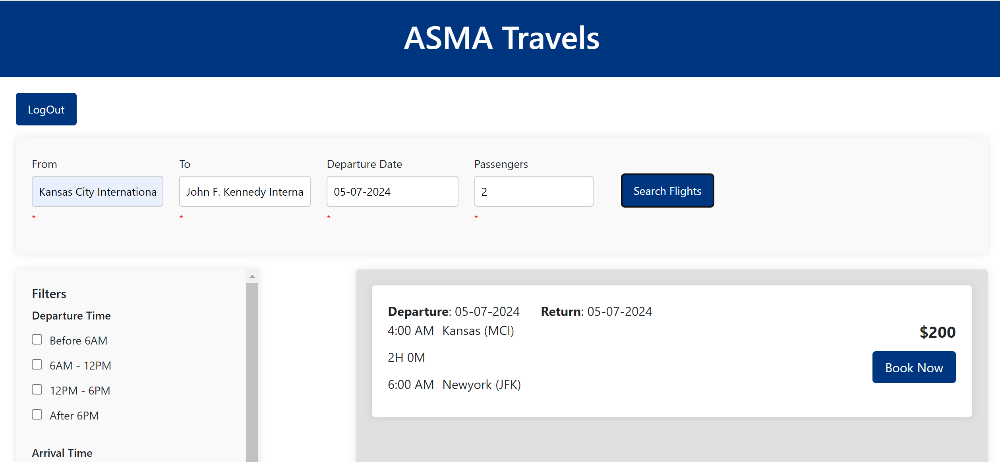 ASMA Travels
LogOut
From
To
Departure Date
Passengers
Kansas City Internationa
John F. Kennedy Interna
05-07-2024
2
Search Flights
* * * *
Filters
Departure Time
Before 6AM
6AM - 12PM
12PM - 6PM
After 6PM
Arrival Time
Departure: 05-07-2024 Return: 05-07-2024
4:00 AM Kansas (MCI)
2H 0M
6:00 AM Newyork (JFK)
$200
Book Now